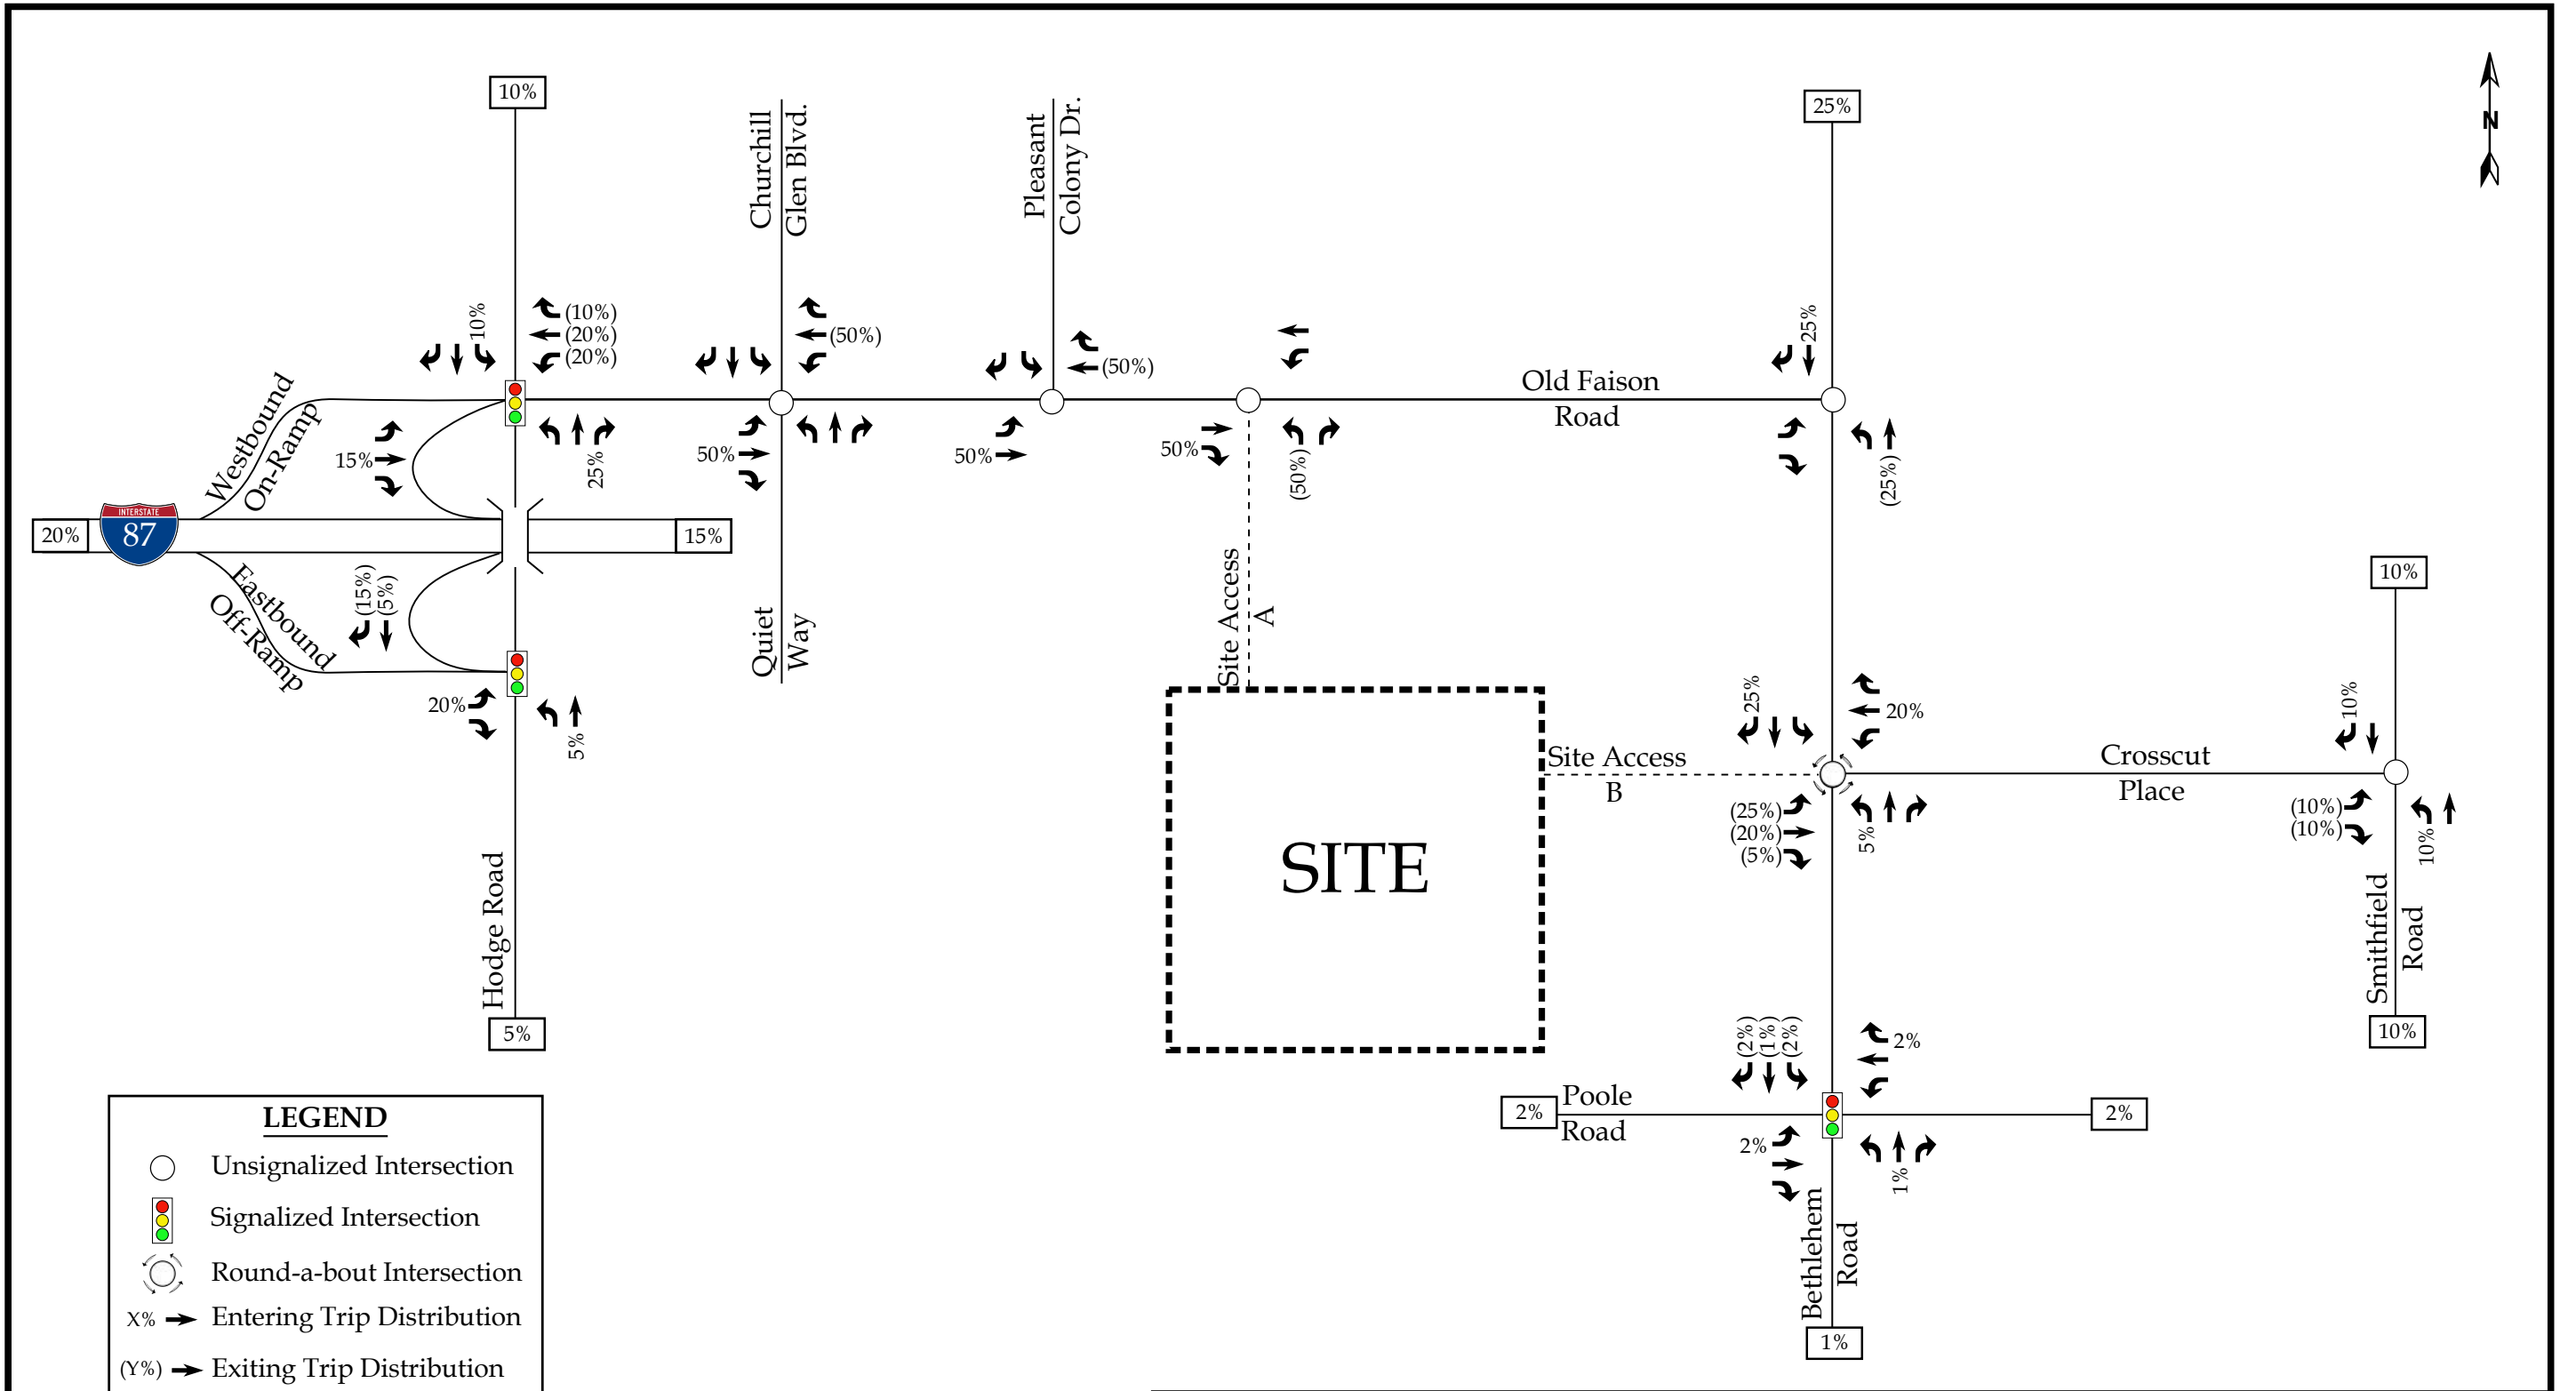 10%
25%
N
Churchill
Glen Blvd.
Pleasant
Colony Dr.
10%
(10%)
(20%)
(20%)
(50%)
(50%)
25%
Old Faison
Road
Westbound
On-Ramp
15%
25%
50%
50%
50%
(50%)
(25%)
20%
INTERSTATE
87
15%
Eastbound
Off-Ramp
(15%)
(5%)
Quiet
Way
Site Access
A
10%
20%
5%
25%
20%
10%
Site Access
B
Crosscut
Place
(25%)
(20%)
(5%)
5%
(10%)
(10%)
10%
SITE
Hodge Road
Smithfield
Road
5%
10%
(2%)
(1%)
(2%)
2%
2%
Poole
Road
2%
2%
1%
Bethlehem
Road
1%
LEGEND
Unsignalized Intersection
Signalized Intersection
Round-a-bout Intersection
X% Entering Trip Distribution
(Y%) Exiting Trip Distribution